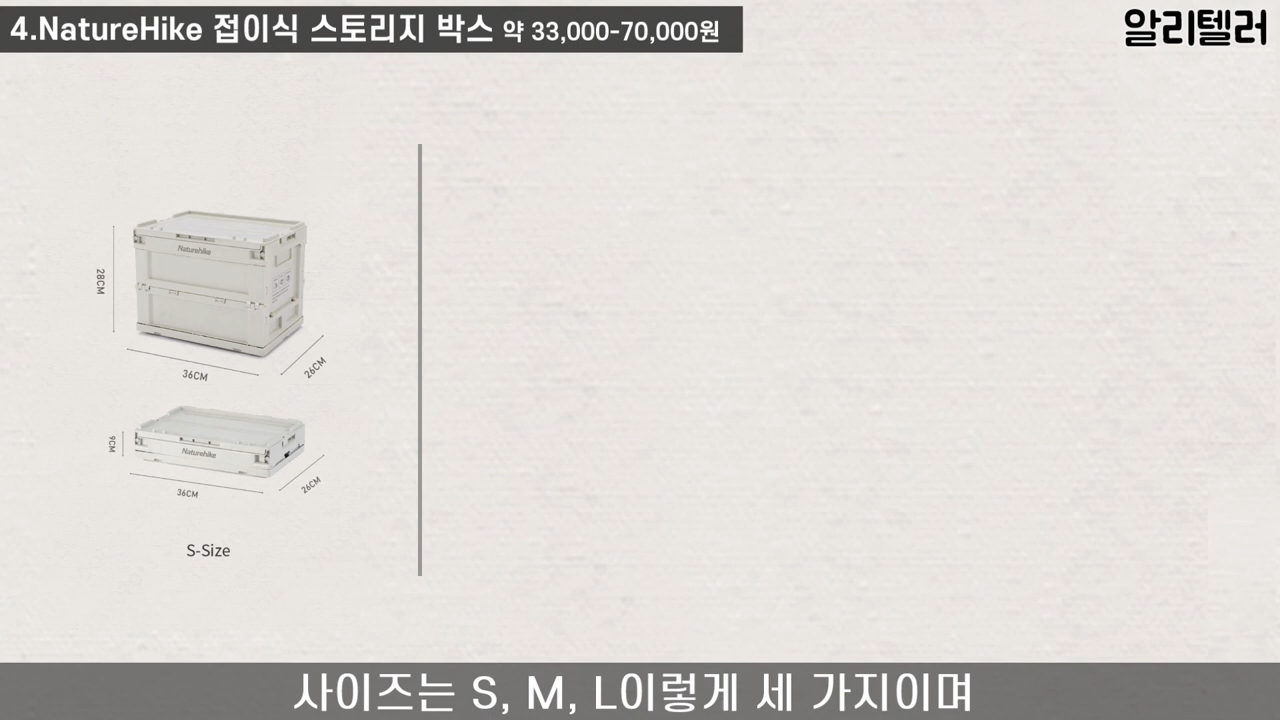 4.NatureHike 접이식 스토리지 박스 약 33,000-70,000원
알리텔러
Naturehike
28CM
36CM
26CM
9CM
Naturehike
36CM
26CM
S-Size
사이즈는 S, M, L이렇게 세 가지이며